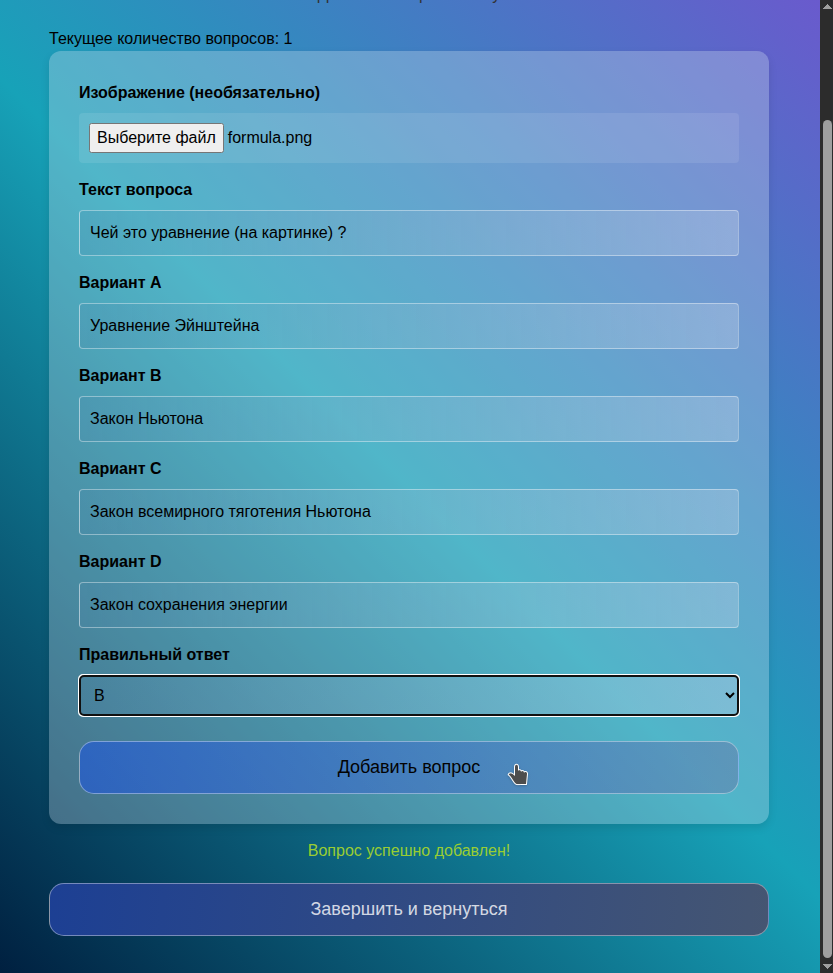 Текущее количество вопросов: 1
Изображение (необязательно)
Выберите файл formula.png
Текст вопроса
Чей это уравнение (на картинке) ?
Вариант A
Уравнение Эйнштейна
Вариант B
Закон Ньютона
Вариант C
Закон всемирного тяготения Ньютона
Вариант D
Закон сохранения энергии
Правильный ответ
B
Добавить вопрос
Вопрос успешно добавлен!
Завершить и вернуться